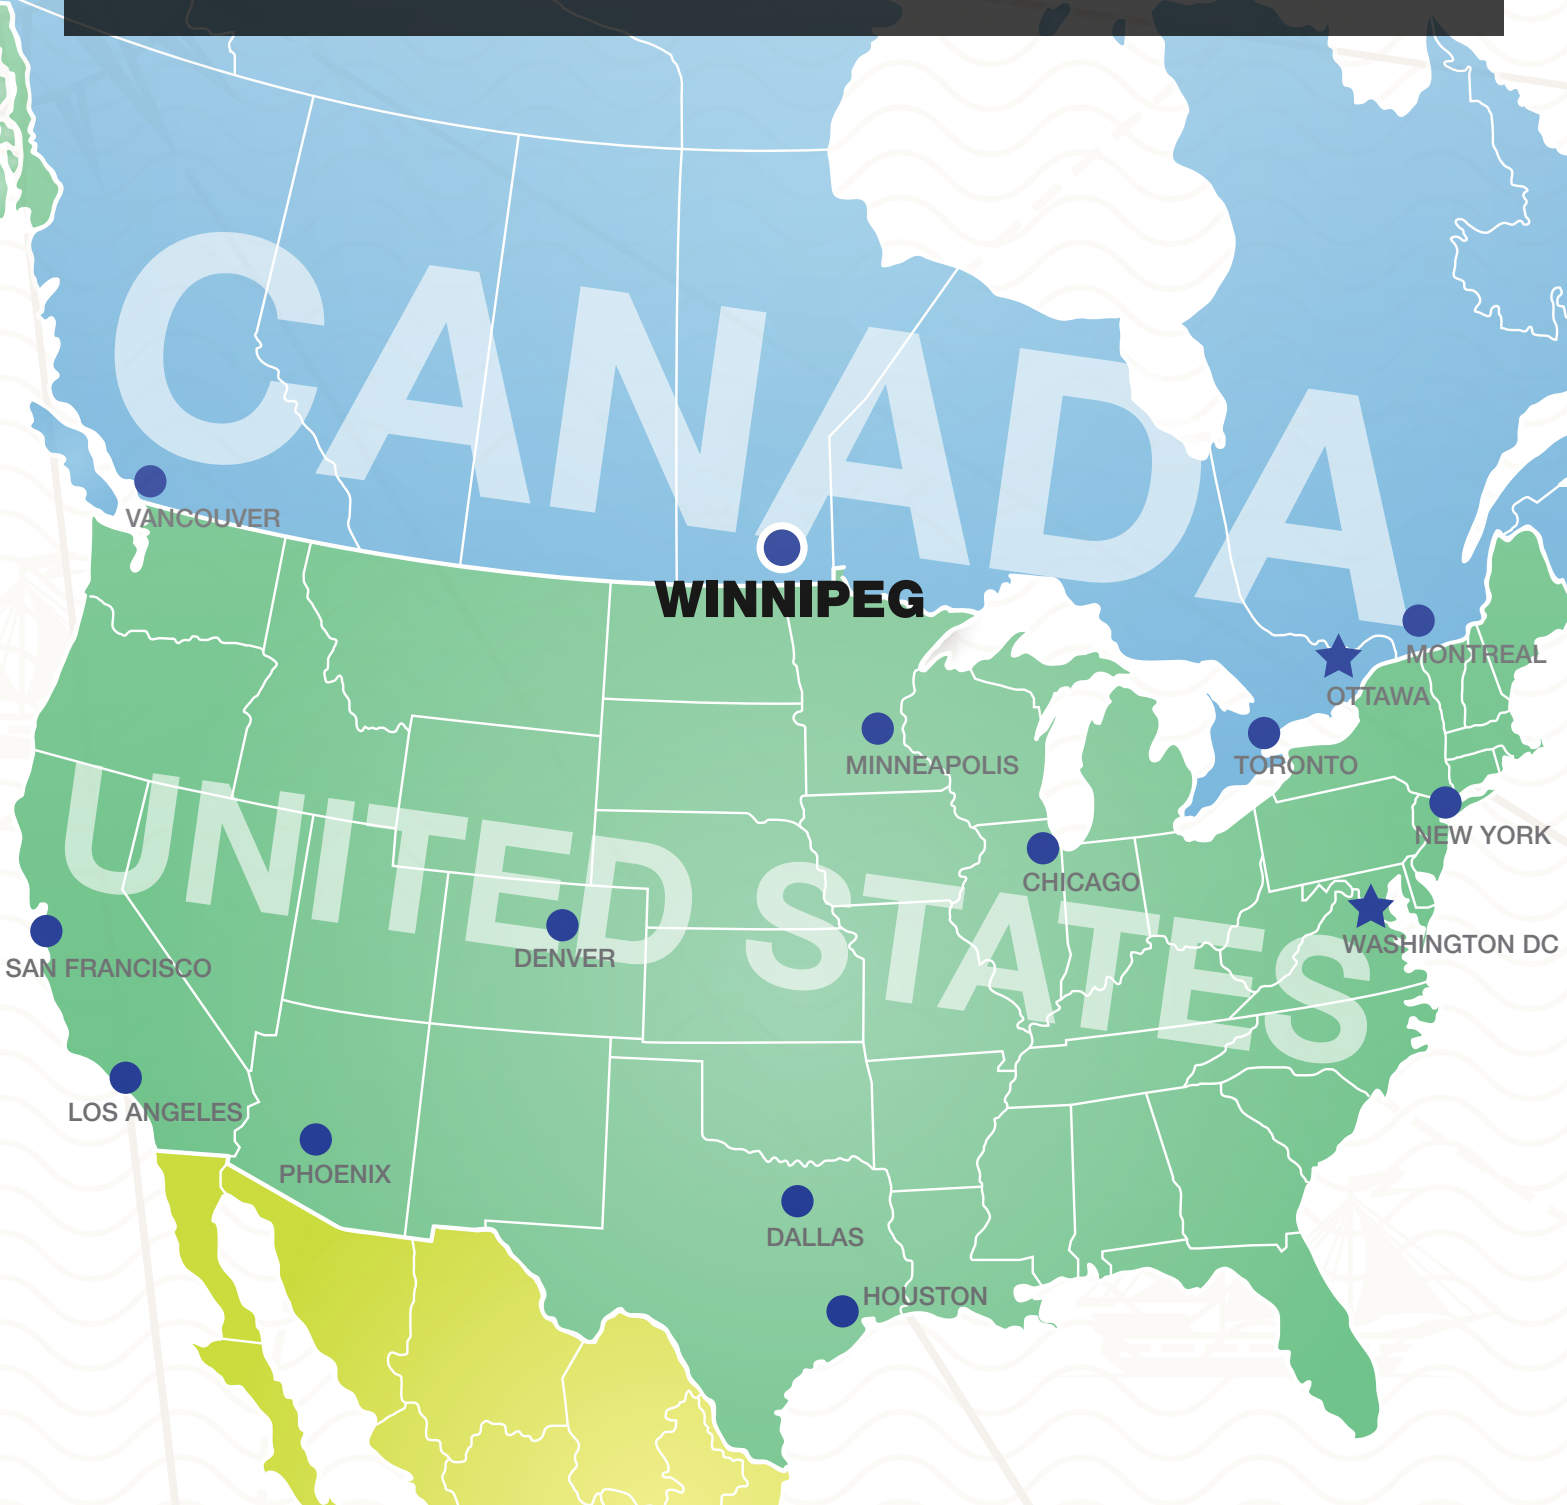 CANADA
VANCOUVER
WINNIPEG
MONTREAL
OTTAWA
MINNEAPOLIS
TORONTO
UNITED STATES
NEW YORK
CHICAGO
WASHINGTON DC
DENVER
SAN FRANCISCO
LOS ANGELES
PHOENIX
DALLAS
HOUSTON